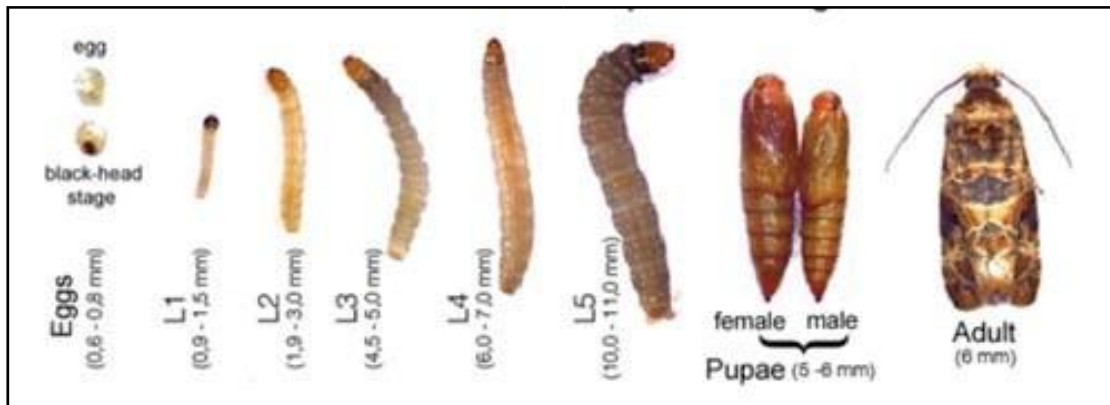 egg
black-head
stage
Eggs
(0,6 - 0,8 mm)
L1
(0,9 - 1,5 mm)
L2
(1,9 - 3,0 mm)
L3
(4,5 - 5,0 mm)
L4
(6,0 - 7,0 mm)
L5
(10,0 - 11,0 mm)
female male
Pupae (5 -6 mm)
Adult
(6 mm)